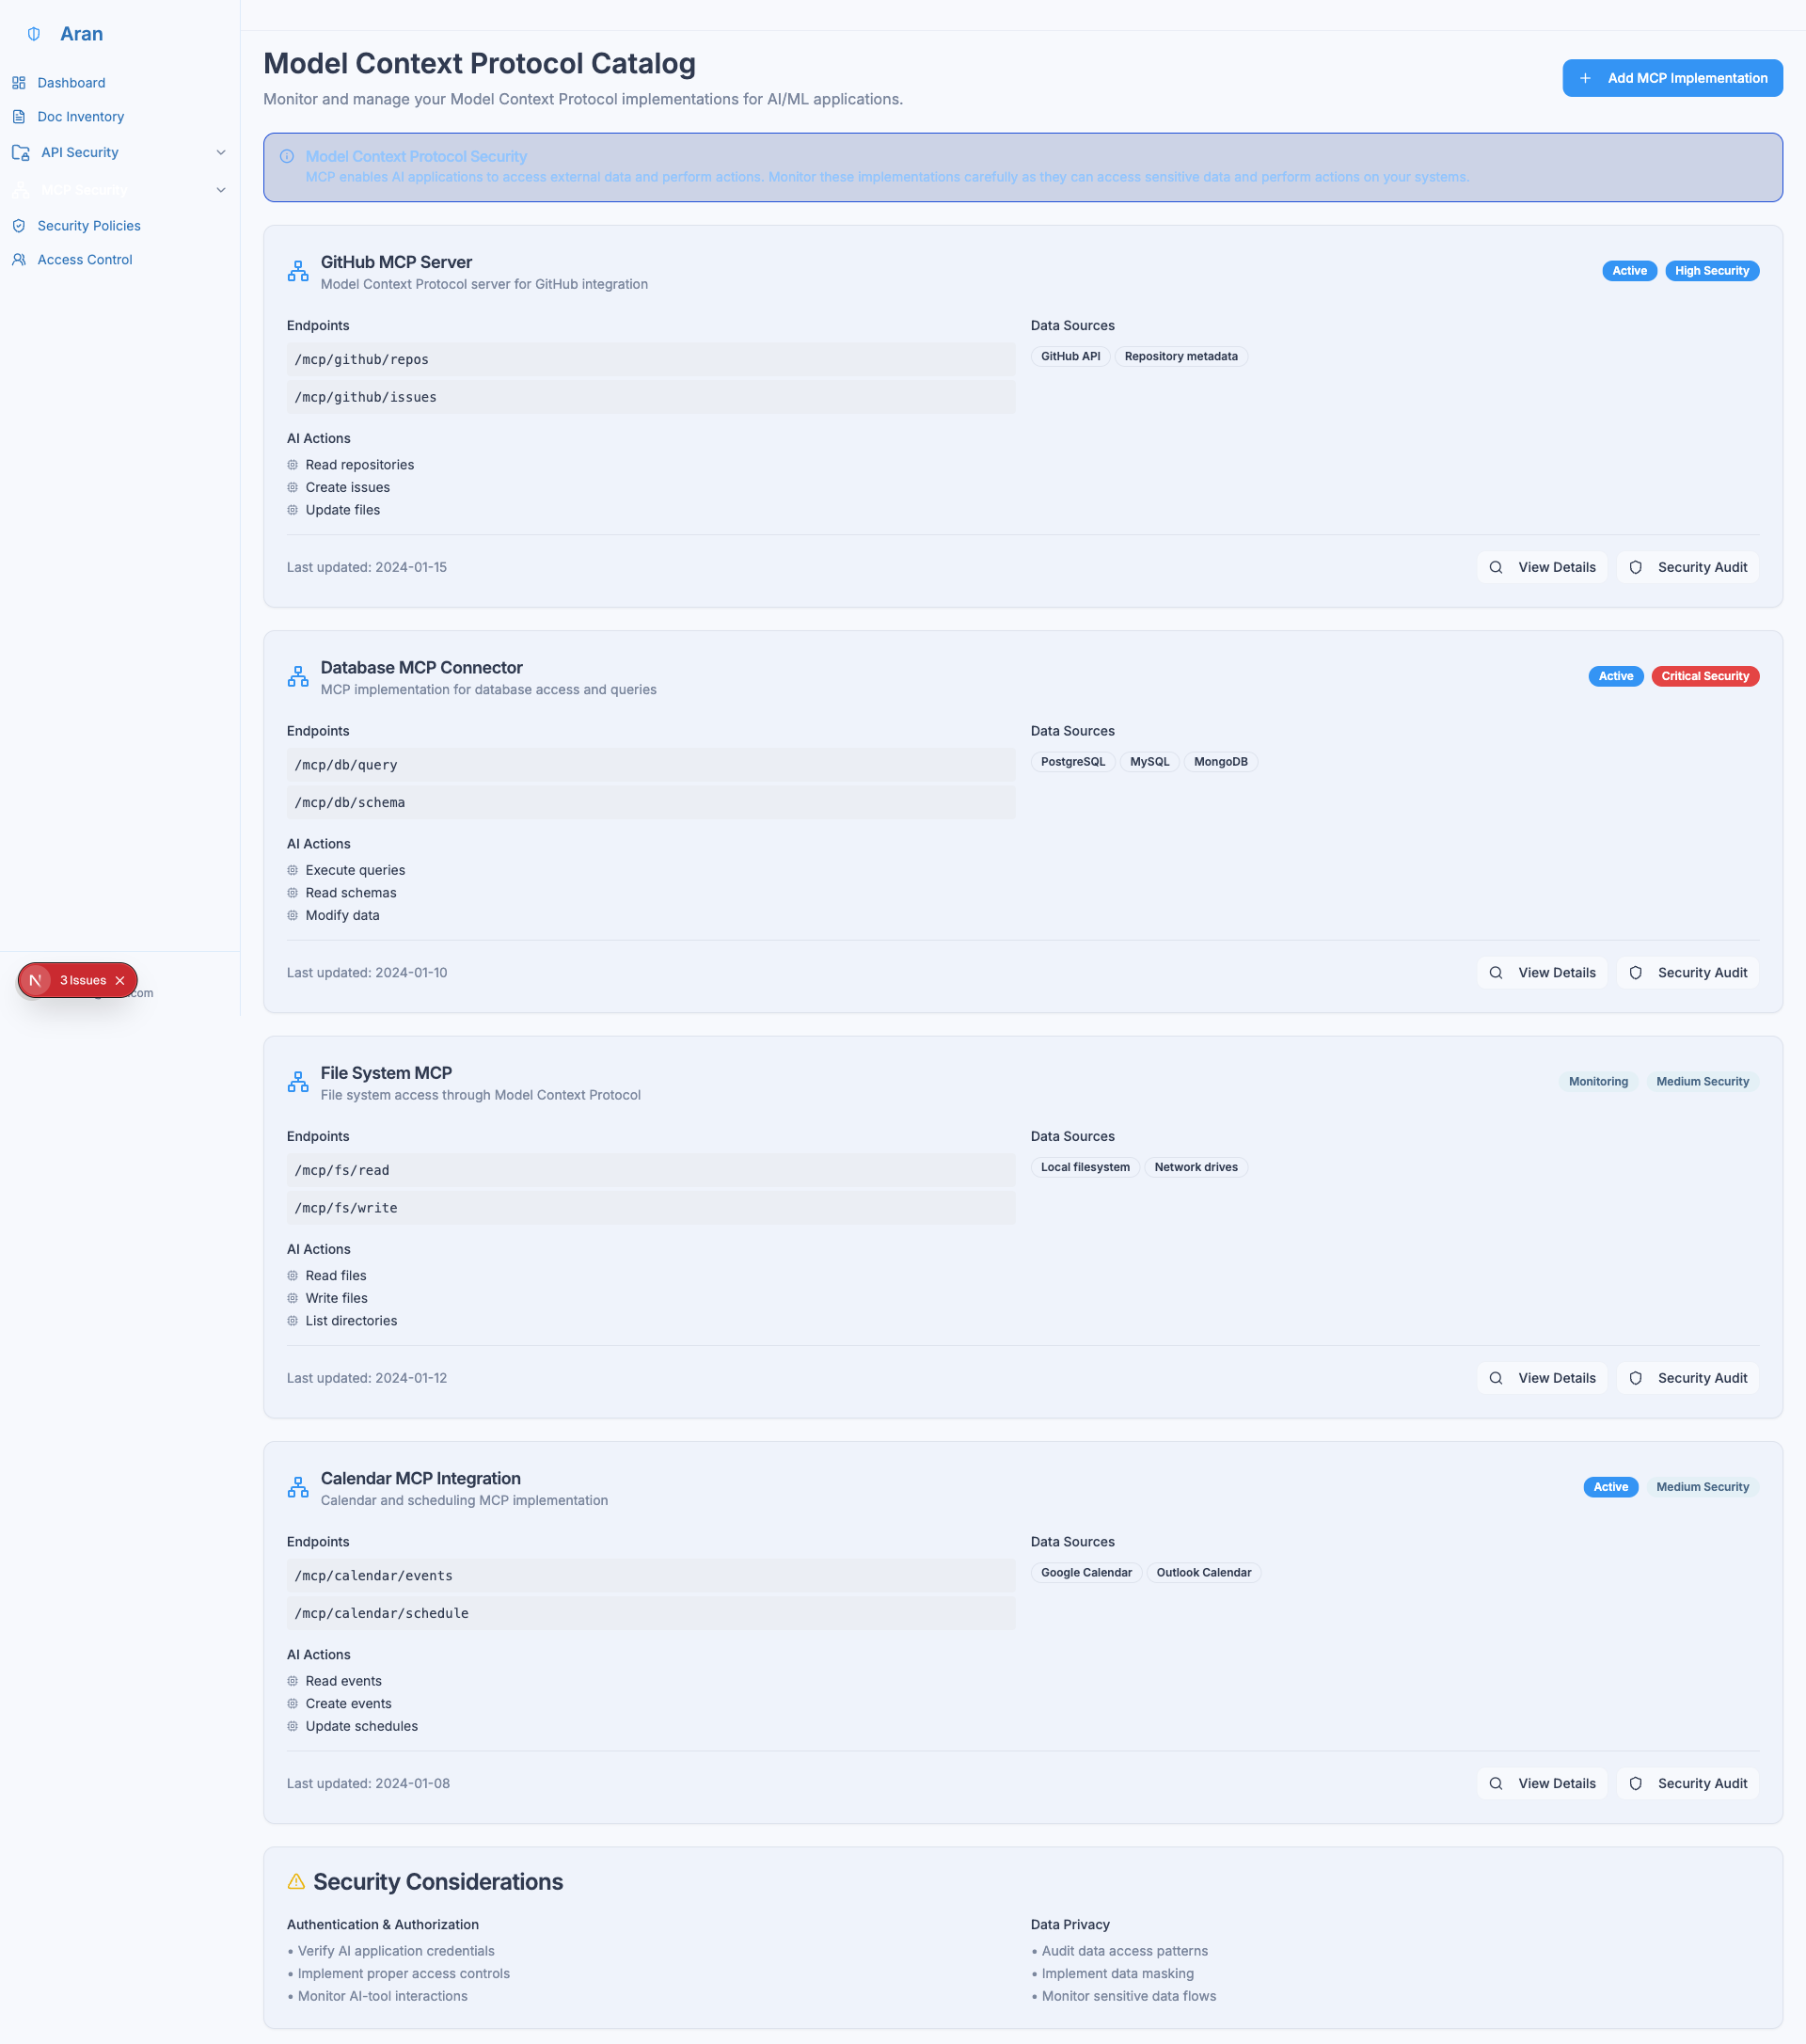 Aran
Dashboard
Doc Inventory
API Security
MCP Security
Security Policies
Access Control
3 Issues
com
Model Context Protocol Catalog
Monitor and manage your Model Context Protocol implementations for AI/ML applications.
Add MCP Implementation
Model Context Protocol Security
MCP enables AI applications to access external data and perform actions. Monitor these implementations carefully as they can access sensitive data and perform actions on your systems.
GitHub MCP Server
Model Context Protocol server for GitHub integration
Active High Security
Endpoints
/mcp/github/repos
/mcp/github/issues
Data Sources
GitHub API Repository metadata
AI Actions
Read repositories
Create issues
Update files
Last updated: 2024-01-15
View Details Security Audit
Database MCP Connector
MCP implementation for database access and queries
Active Critical Security
Endpoints
/mcp/db/query
/mcp/db/schema
Data Sources
PostgreSQL MySQL MongoDB
AI Actions
Execute queries
Read schemas
Modify data
Last updated: 2024-01-10
View Details Security Audit
File System MCP
File system access through Model Context Protocol
Monitoring Medium Security
Endpoints
/mcp/fs/read
/mcp/fs/write
Data Sources
Local filesystem Network drives
AI Actions
Read files
Write files
List directories
Last updated: 2024-01-12
View Details Security Audit
Calendar MCP Integration
Calendar and scheduling MCP implementation
Active Medium Security
Endpoints
/mcp/calendar/events
/mcp/calendar/schedule
Data Sources
Google Calendar Outlook Calendar
AI Actions
Read events
Create events
Update schedules
Last updated: 2024-01-08
View Details Security Audit
Security Considerations
Authentication & Authorization
• Verify AI application credentials
• Implement proper access controls
• Monitor AI-tool interactions
Data Privacy
• Audit data access patterns
• Implement data masking
• Monitor sensitive data flows